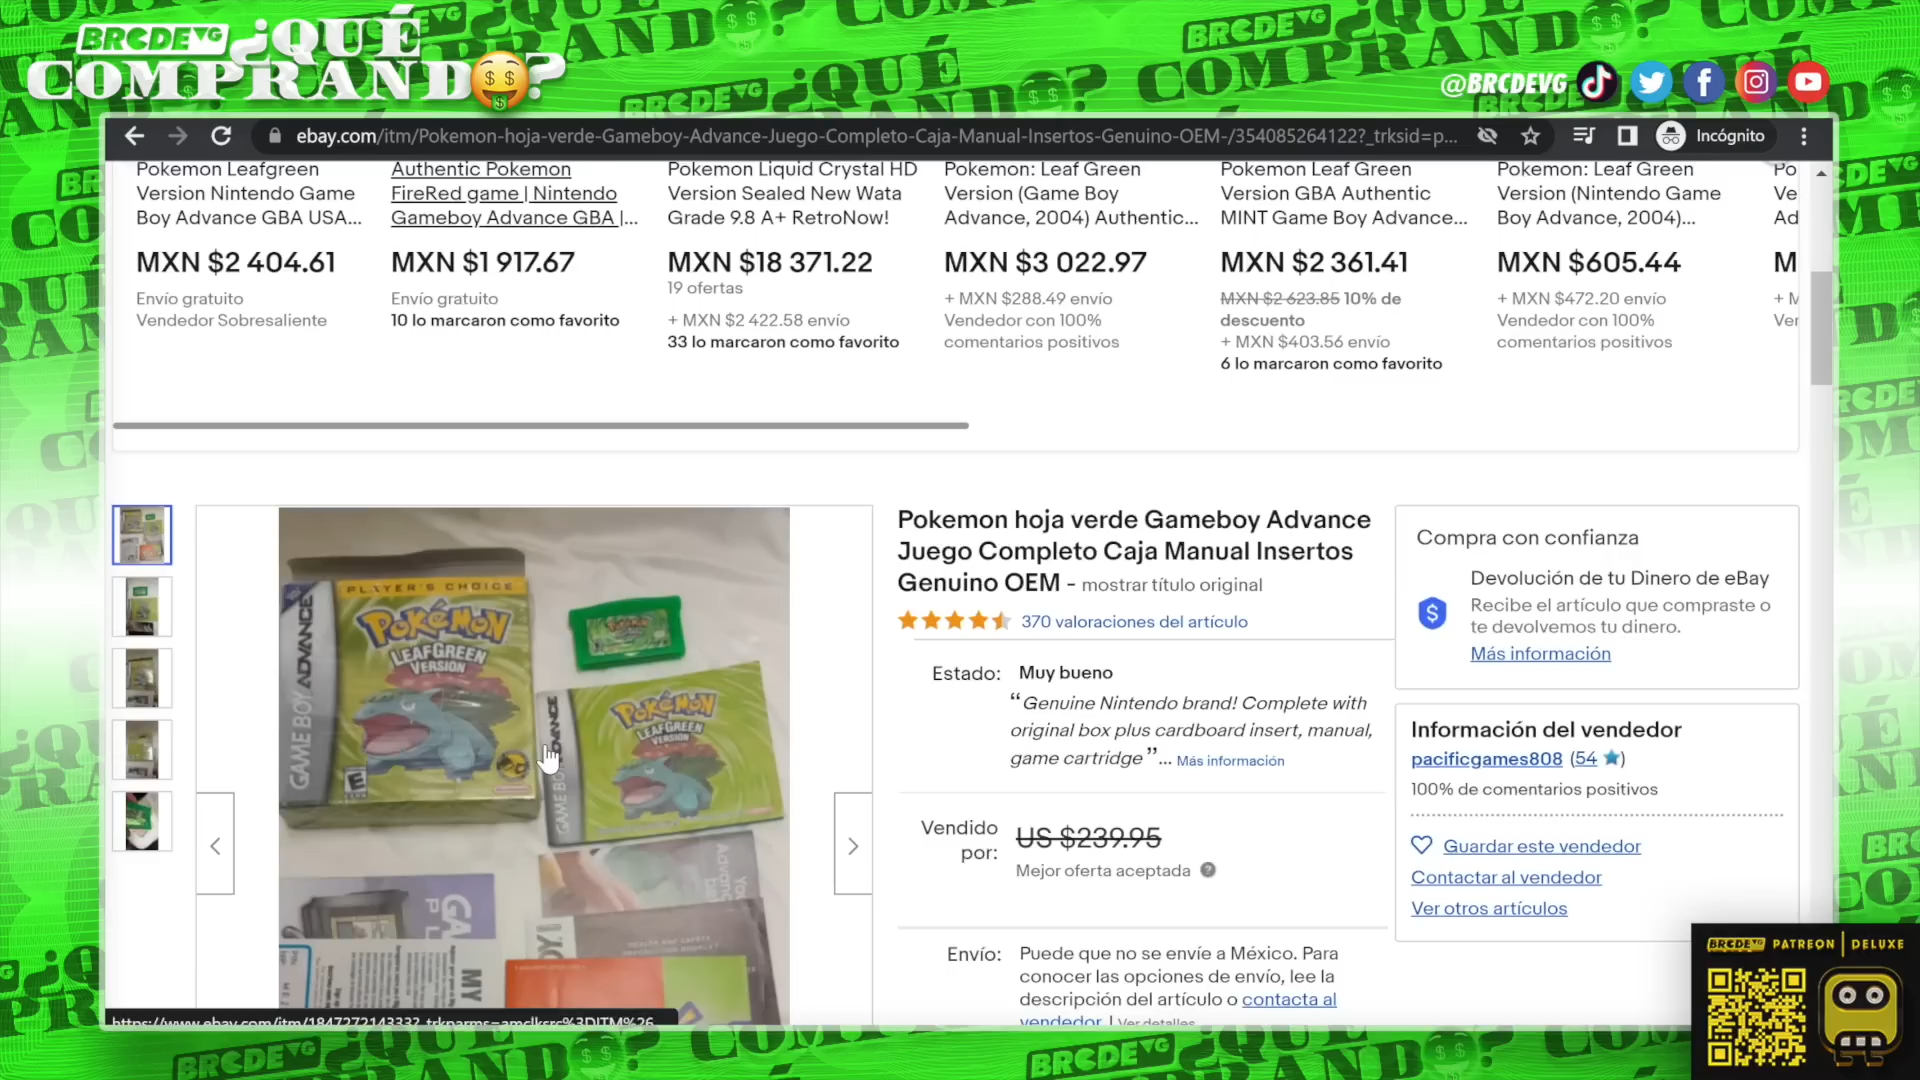 BRCDEVG ¿QUÉ
COMPRANDO?
@BRCDEVG
ebay.com/itm/Pokemon-hoja-verde-Gameboy-Advance-Juego-Completo-Caja-Manual-Insertos-Genuino-OEM-/354085264122?_trksid=p...
Incógnito
Pokemon Leafgreen
Version Nintendo Game
Boy Advance GBA USA...
MXN $2 404.61
Envío gratuito
Vendedor Sobresaliente
Authentic Pokemon
FireRed game | Nintendo
Gameboy Advance GBA |...
MXN $1 917.67
Envío gratuito
10 lo marcaron como favorito
Pokemon Liquid Crystal HD
Version Sealed New Wata
Grade 9.8 A+ RetroNow!
MXN $18 371.22
19 ofertas
+ MXN $2 422.58 envío
33 lo marcaron como favorito
Pokemon: Leaf Green
Version (Game Boy
Advance, 2004) Authentic...
MXN $3 022.97
+ MXN $288.49 envío
Vendedor con 100%
comentarios positivos
Pokemon Leaf Green
Version GBA Authentic
MINT Game Boy Advance...
MXN $2 361.41
MXN $2 623.85 10% de
descuento
+ MXN $403.56 envío
6 lo marcaron como favorito
Pokemon: Leaf Green
Version (Nintendo Game
Boy Advance, 2004)...
MXN $605.44
+ MXN $472.20 envío
Vendedor con 100%
comentarios positivos
Po
Ve
Ad
M
+ M
Ver
PLAYER'S CHOICE
POKéMON
LEAFGREEN
VERSION
GAME BOY ADVANCE
E
POKéMON
LEAFGREEN
VERSION
MY
Pokemon hoja verde Gameboy Advance
Juego Completo Caja Manual Insertos
Genuino OEM - mostrar título original
370 valoraciones del artículo
Estado: Muy bueno
“Genuine Nintendo brand! Complete with
original box plus cardboard insert, manual,
game cartridge”... Más información
Vendido
por:
US $239.95
Mejor oferta aceptada
Envío: Puede que no se envíe a México. Para
conocer las opciones de envío, lee la
descripción del artículo o contacta al
vendedor. | Ver detalles
Compra con confianza
Devolución de tu Dinero de eBay
Recibe el artículo que compraste o
te devolvemos tu dinero.
Más información
Información del vendedor
pacificgames808 (54)
100% de comentarios positivos
Guardar este vendedor
Contactar al vendedor
Ver otros artículos
BRCDEVG PATREON | DELUXE